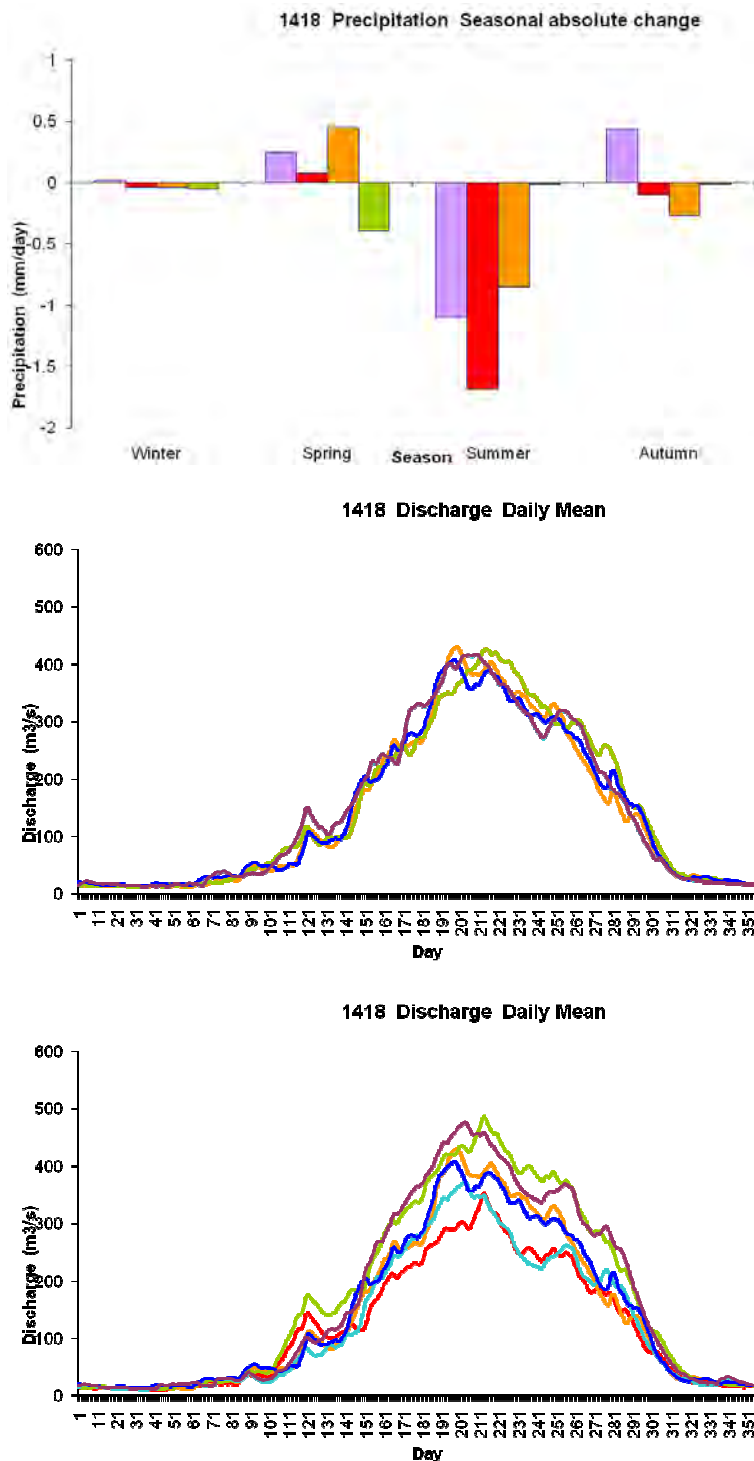 1418 Precipitation Seasonal absolute change
1
0.5
0
-0.5
-1
-1.5
-2
Precipitation (mm/day)
Winter Spring Summer Autumn
Season
1418 Discharge Daily Mean
600
500
400
300
200
100
0
Discharge (m3/s)
1 11 21 31 41 51 61 71 81 91 101 111 121 131 141 151 161 171 181 191 201 211 221 231 241 251 261 271 281 291 301 311 321 331 341 351
Day
1418 Discharge Daily Mean
600
500
400
300
200
100
0
Discharge (m3/s)
1 11 21 31 41 51 61 71 81 91 101 111 121 131 141 151 161 171 181 191 201 211 221 231 241 251 261 271 281 291 301 311 321 331 341 351
Day